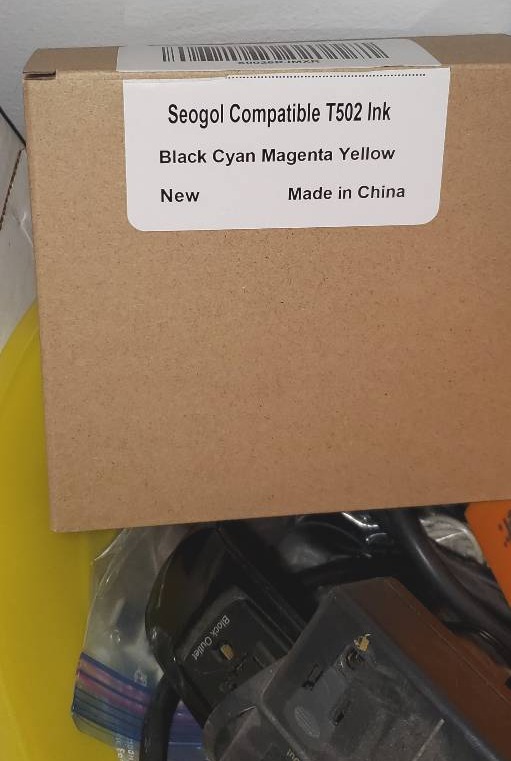 Seogol Compatible T502 Ink
Black Cyan Magenta Yellow
New Made in China
Block Outlet